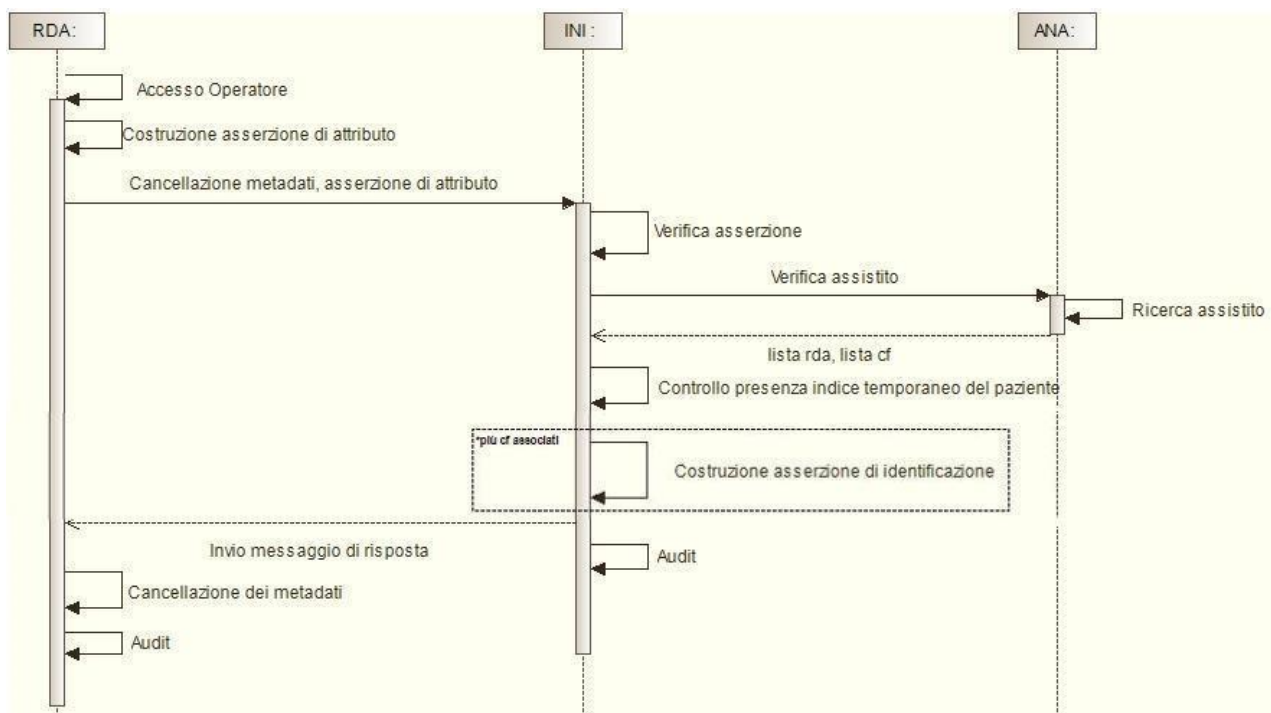 RDA:
INI :
ANA:
Accesso Operatore
Costruzione asserzione di attributo
Cancellazione metadati, asserzione di attributo
Verifica asserzione
Verifica assistito
Ricerca assistito
lista rda, lista cf
Controllo presenza indice temporaneo del paziente
*più cf associati
Costruzione asserzione di identificazione
Invio messaggio di risposta
Audit
Cancellazione dei metadati
Audit